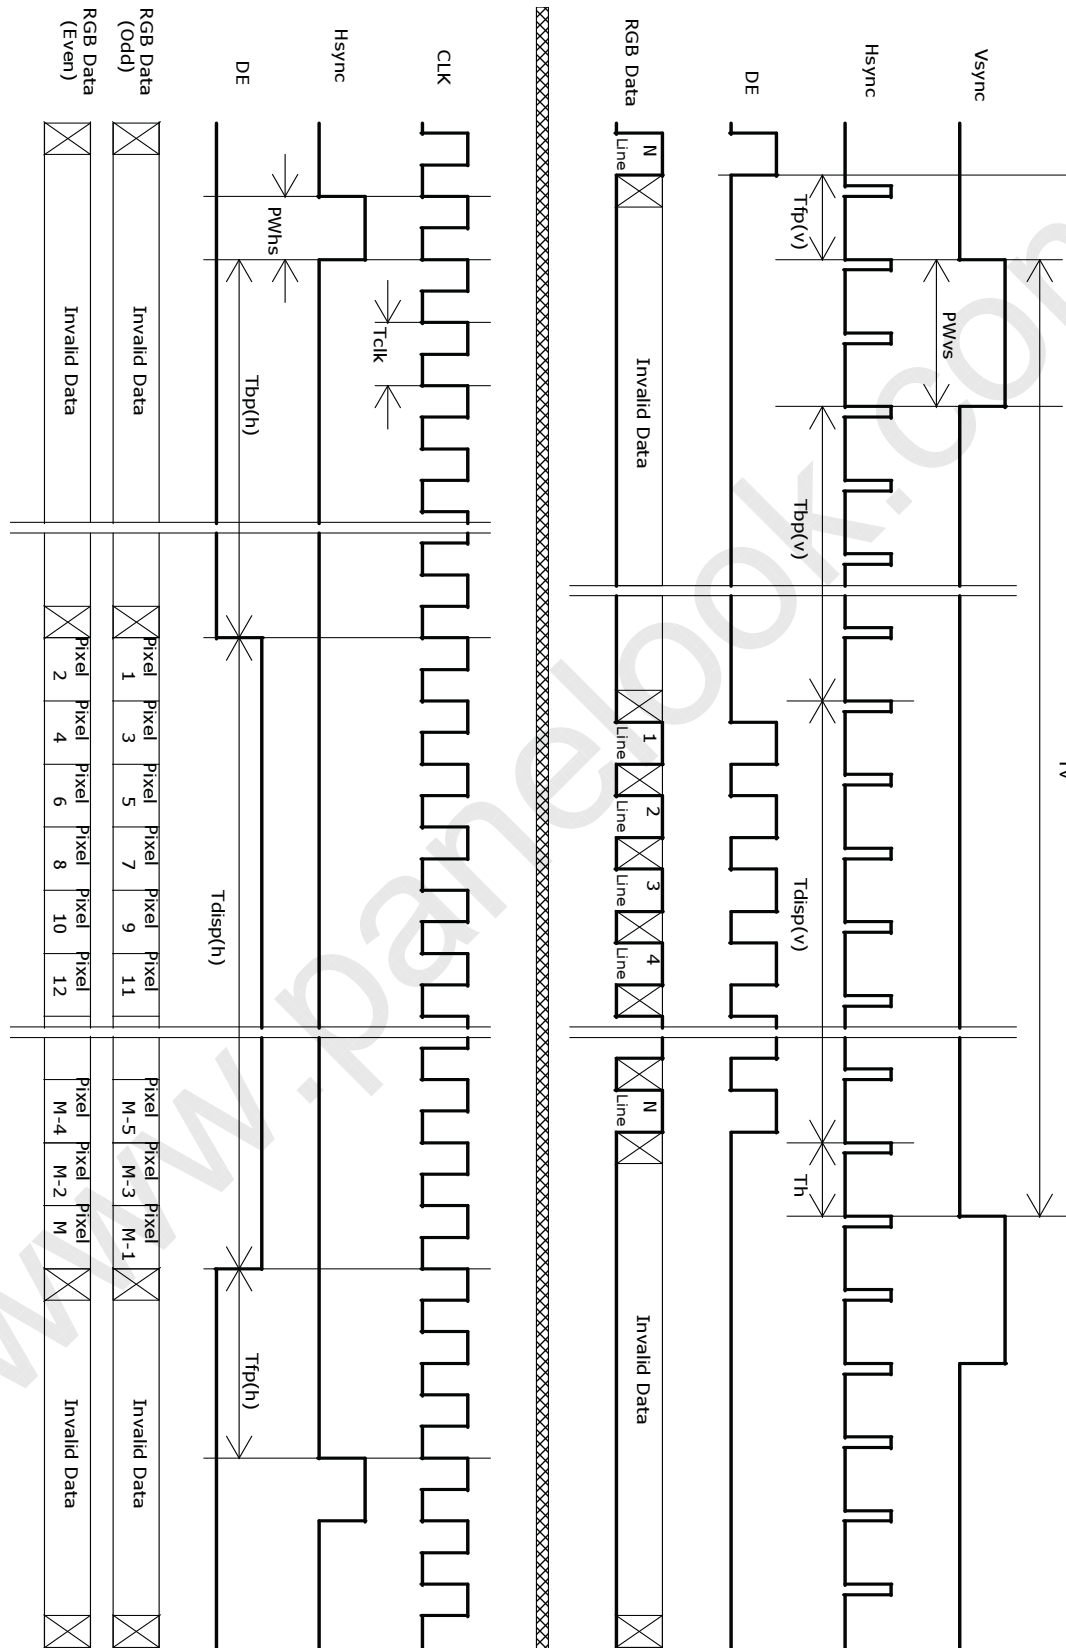 Vsync
Tv
PWvs
Hsync
Tfp(v)
Tbp(v)
Tdisp(v)
Th
DE
RGB Data
Line N
Invalid Data
Line 1
Line 2
Line 3
Line 4
Line N
Invalid Data
CLK
Tclk
Hsync
PWhs
DE
Tbp(h)
Tdisp(h)
Tfp(h)
RGB Data
(Odd)
Invalid Data
Pixel 1
Pixel 3
Pixel 5
Pixel 7
Pixel 9
Pixel 11
Pixel M-5
Pixel M-3
Pixel M-1
Invalid Data
RGB Data
(Even)
Invalid Data
Pixel 2
Pixel 4
Pixel 6
Pixel 8
Pixel 10
Pixel 12
Pixel M-4
Pixel M-2
Pixel M
Invalid Data
www.panelook.com